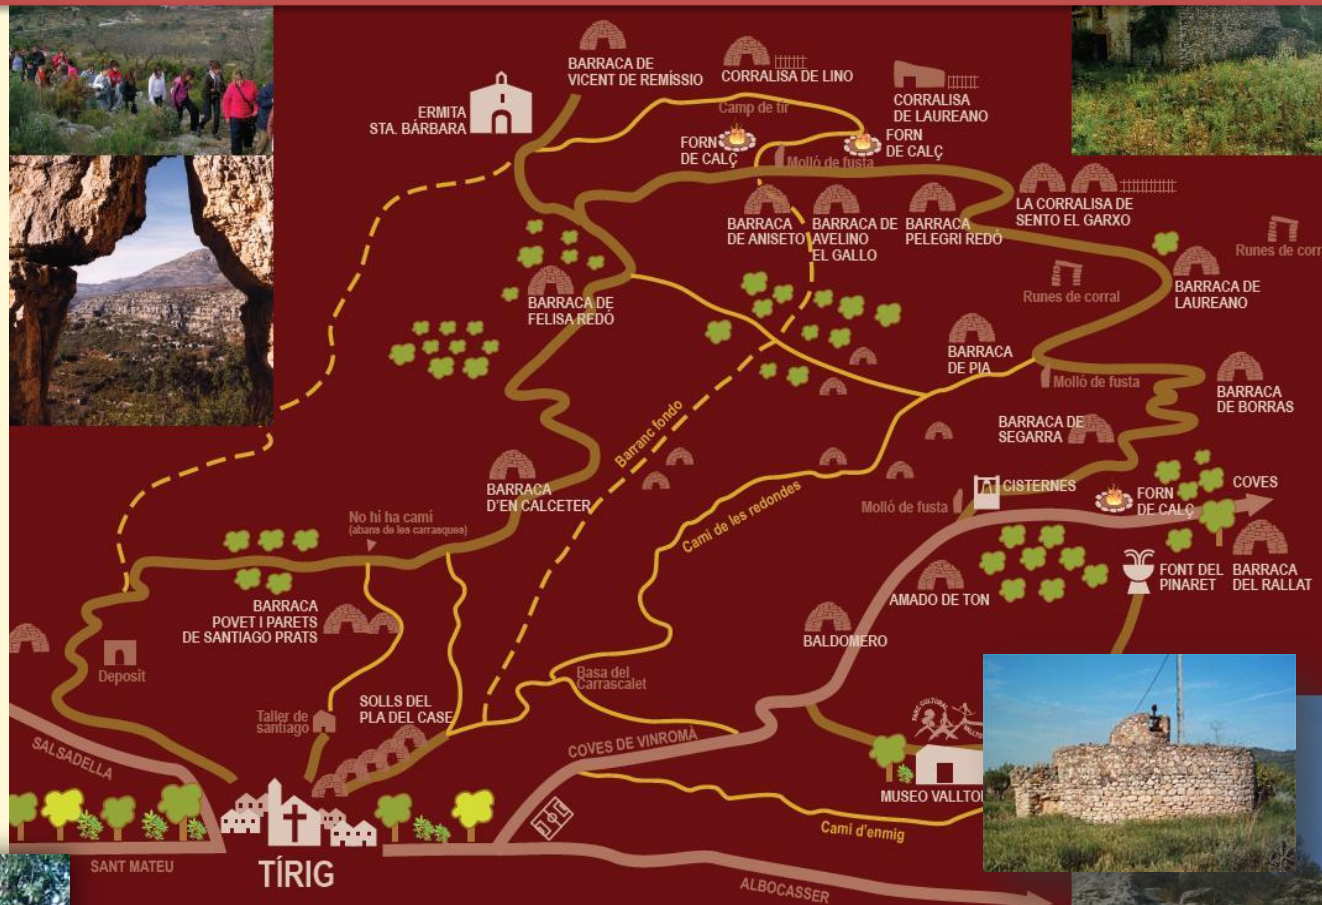 BARRACA DE
VICENT DE REMÍSSIO
CORRALISA DE LINO
CORRALISA
DE LAUREANO
ERMITA
STA. BÁRBARA
Camp de tir
FORN
DE CALÇ
FORN
DE CALÇ
Molló de fusta
LA CORRALISA DE
SENTO EL GARXO
BARRACA
DE ANISETO
BARRACA DE
AVELINO
EL GALLO
BARRACA
PELEGRI REDÓ
Runes de corral
BARRACA DE
LAUREANO
BARRACA DE
FELISA REDÓ
BARRACA
DE PIA
Molló de fusta
BARRACA
DE BORRAS
BARRACA DE
SEGARRA
Barranc fondo
BARRACA
D'EN CALCETER
CISTERNES
COVES
FORN
DE CALÇ
Molló de fusta
Camí de les redondes
No hi ha camí
(abans de les carrasques)
FONT DEL
PINARET
BARRACA
DEL RALLAT
AMADO DE TON
BARRACA
POVET I PARETS
DE SANTIAGO PRATS
BALDOMERO
Deposit
Basa del
Carrascalet
SOLLS DEL
PLA DEL CASE
Taller de
santiago
PARC CULTURAL
SALSADELLA
COVES DE VINROMÀ
MUSEO
Camí d'enmig
SANT MATEU
TÍRIG
ALBOCASSER